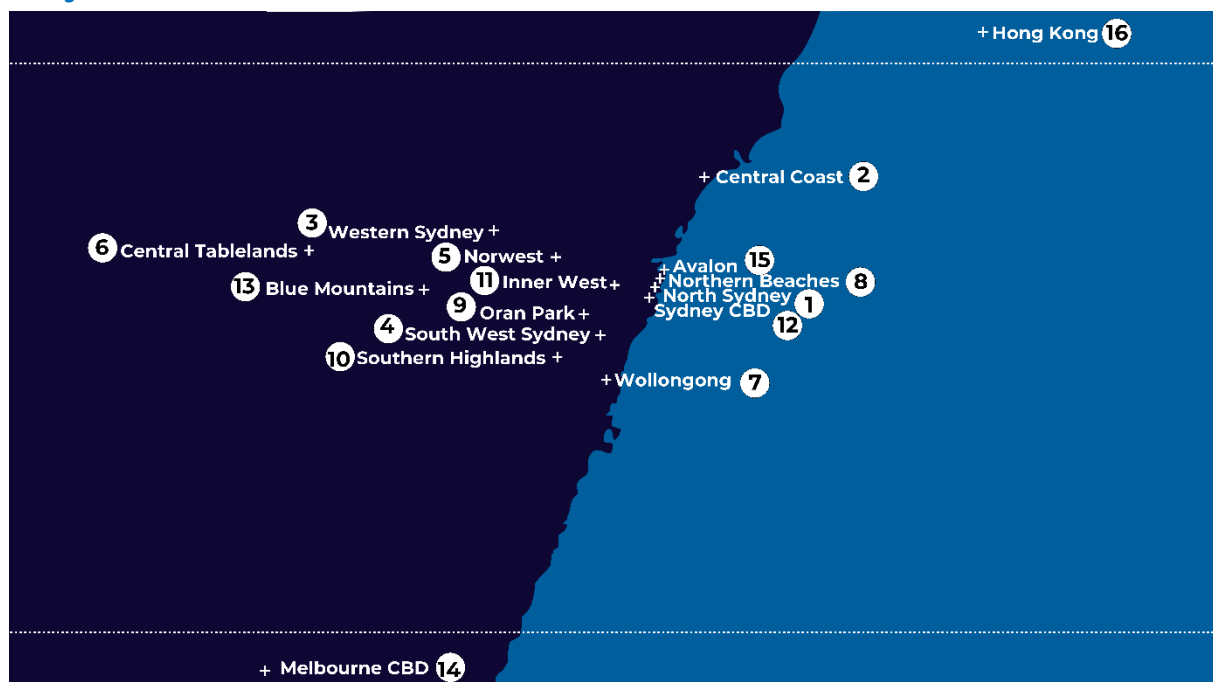 Hong Kong 16
Central Coast 2
3 Western Sydney
6 Central Tablelands
5 Norwest
Avalon 15
11 Inner West
Northern Beaches 8
13 Blue Mountains
North Sydney 1
9 Oran Park
Sydney CBD 12
4 South West Sydney
10 Southern Highlands
Wollongong 7
Melbourne CBD 14